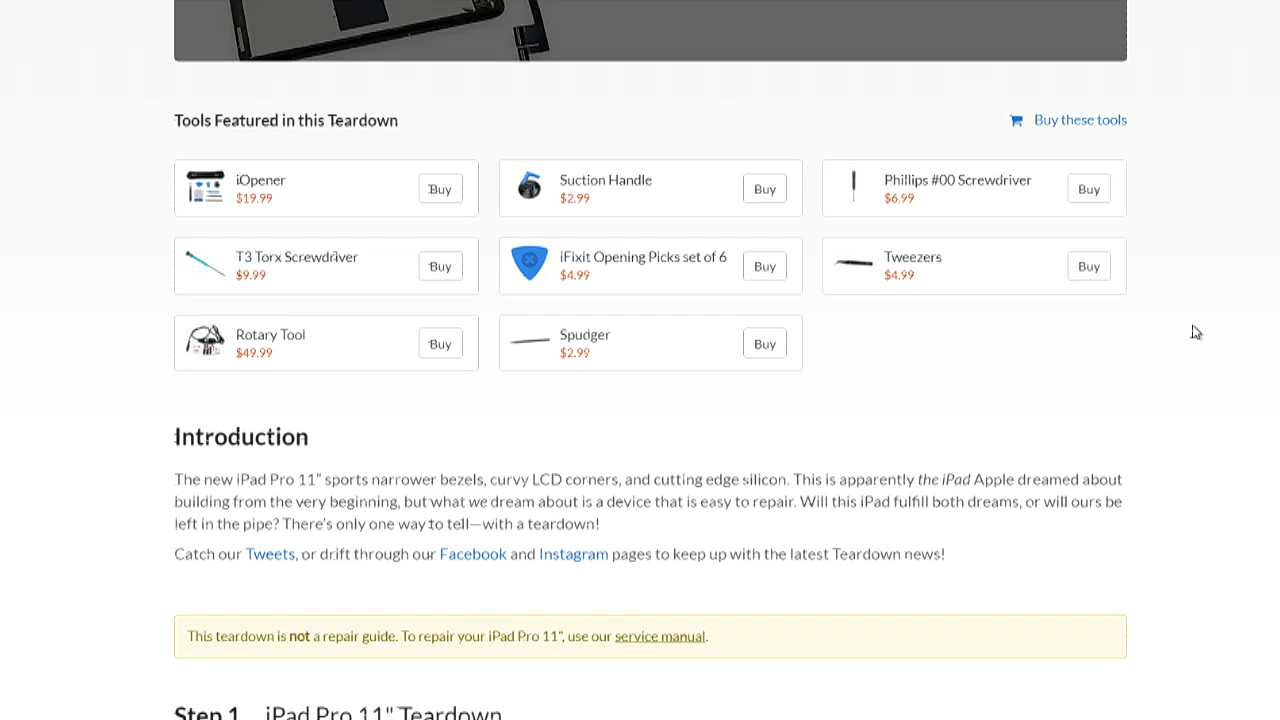 Tools Featured in this Teardown
Buy these tools
iOpener
$19.99
Buy
Suction Handle
$2.99
Buy
Phillips #00 Screwdriver
$6.99
Buy
T3 Torx Screwdriver
$9.99
Buy
iFixit Opening Picks set of 6
$4.99
Buy
Tweezers
$4.99
Buy
Rotary Tool
$49.99
Buy
Spudger
$2.99
Buy
Introduction
The new iPad Pro 11” sports narrower bezels, curvy LCD corners, and cutting edge silicon. This is apparently the iPad Apple dreamed about
building from the very beginning, but what we dream about is a device that is easy to repair. Will this iPad fulfill both dreams, or will ours be
left in the pipe? There's only one way to tell—with a teardown!
Catch our Tweets, or drift through our Facebook and Instagram pages to keep up with the latest Teardown news!
This teardown is not a repair guide. To repair your iPad Pro 11", use our service manual.
Step 1 iPad Pro 11" Teardown